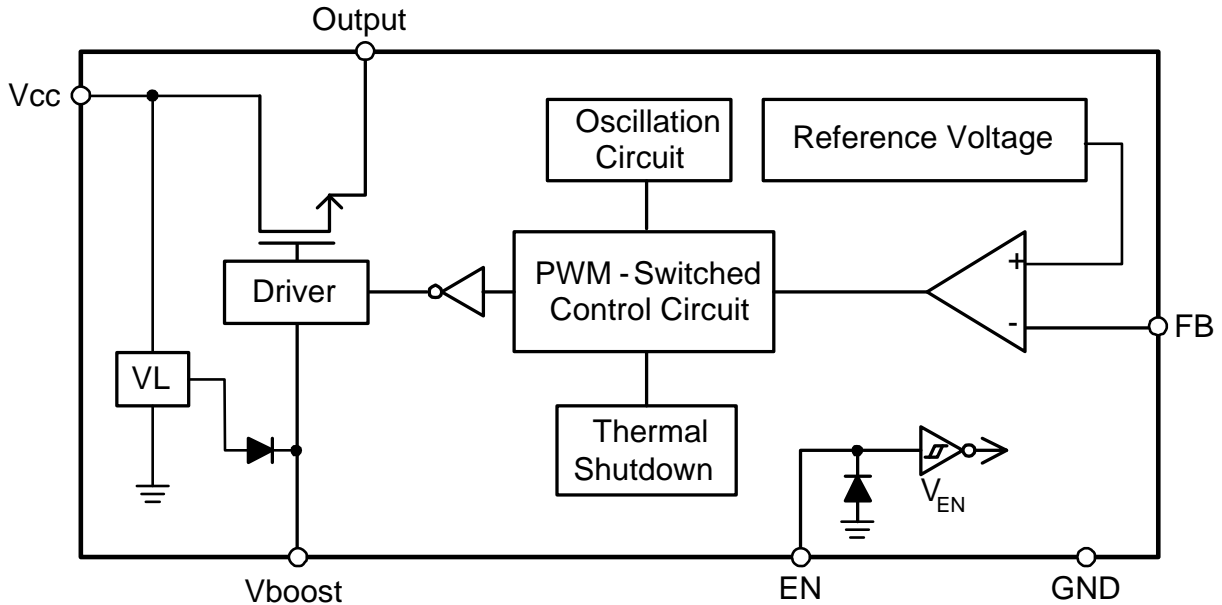 Output
Vcc
Oscillation
Circuit
Reference Voltage
+
Driver
PWM - Switched
Control Circuit
-
FB
VL
Thermal
Shutdown
VEN
Vboost
EN
GND